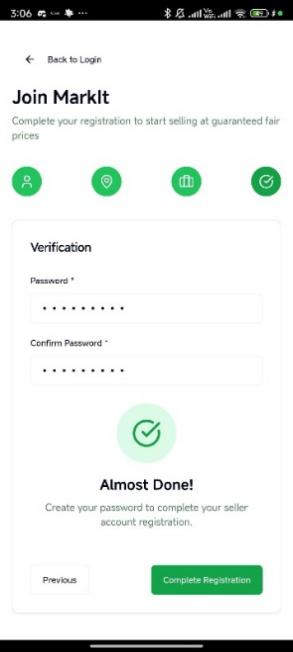 3:06
Back to Login
Join MarkIt
Complete your registration to start selling at guaranteed fair
prices
Verification
Password *
Confirm Password *
Almost Done!
Create your password to complete your seller
account registration.
Previous
Complete Registration